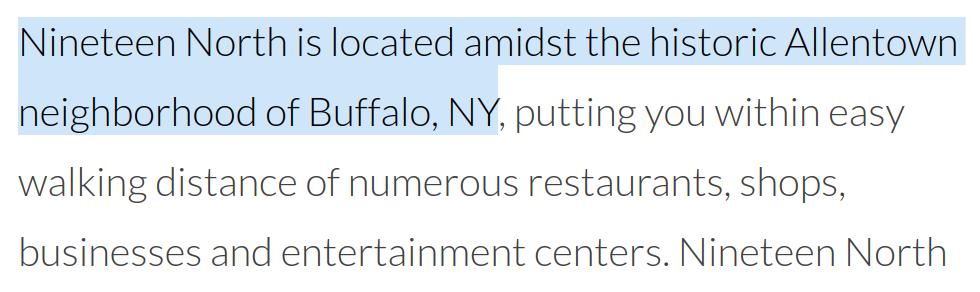 Nineteen North is located amidst the historic Allentown
neighborhood of Buffalo, NY, putting you within easy
walking distance of numerous restaurants, shops,
businesses and entertainment centers. Nineteen North